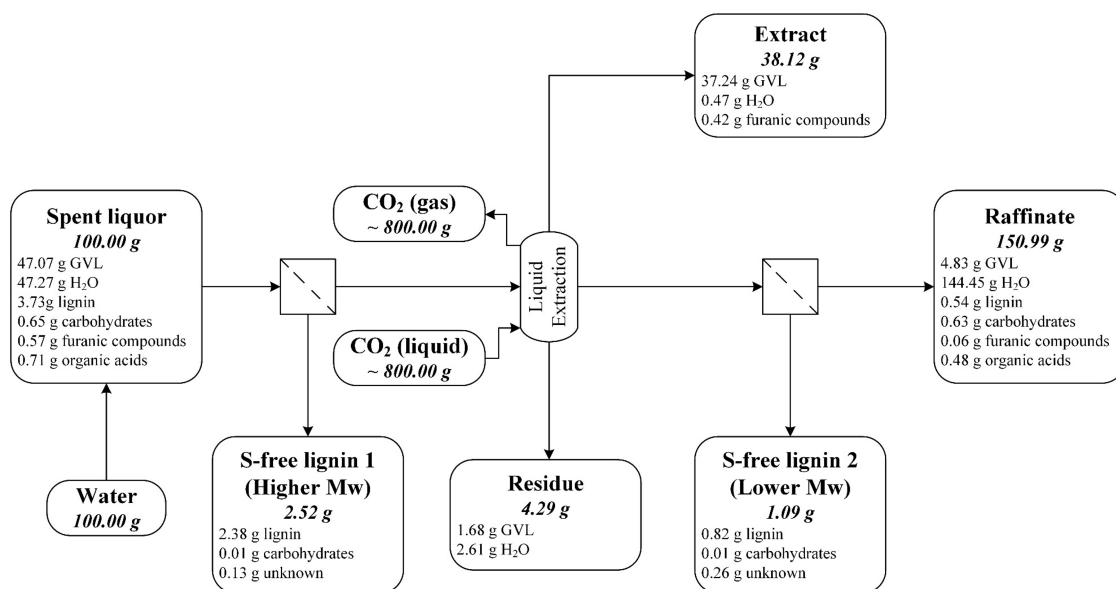 Extract
38.12 g
37.24 g GVL
0.47 g H₂O
0.42 g furanic compounds
CO₂ (gas)
~ 800.00 g
Spent liquor
100.00 g
47.07 g GVL
47.27 g H₂O
3.73g lignin
0.65 g carbohydrates
0.57 g furanic compounds
0.71 g organic acids
Liquid
Extraction
Raffinate
150.99 g
4.83 g GVL
144.45 g H₂O
0.54 g lignin
0.63 g carbohydrates
0.06 g furanic compounds
0.48 g organic acids
CO₂ (liquid)
~ 800.00 g
Water
100.00 g
S-free lignin 1
(Higher Mw)
2.52 g
2.38 g lignin
0.01 g carbohydrates
0.13 g unknown
Residue
4.29 g
1.68 g GVL
2.61 g H₂O
S-free lignin 2
(Lower Mw)
1.09 g
0.82 g lignin
0.01 g carbohydrates
0.26 g unknown